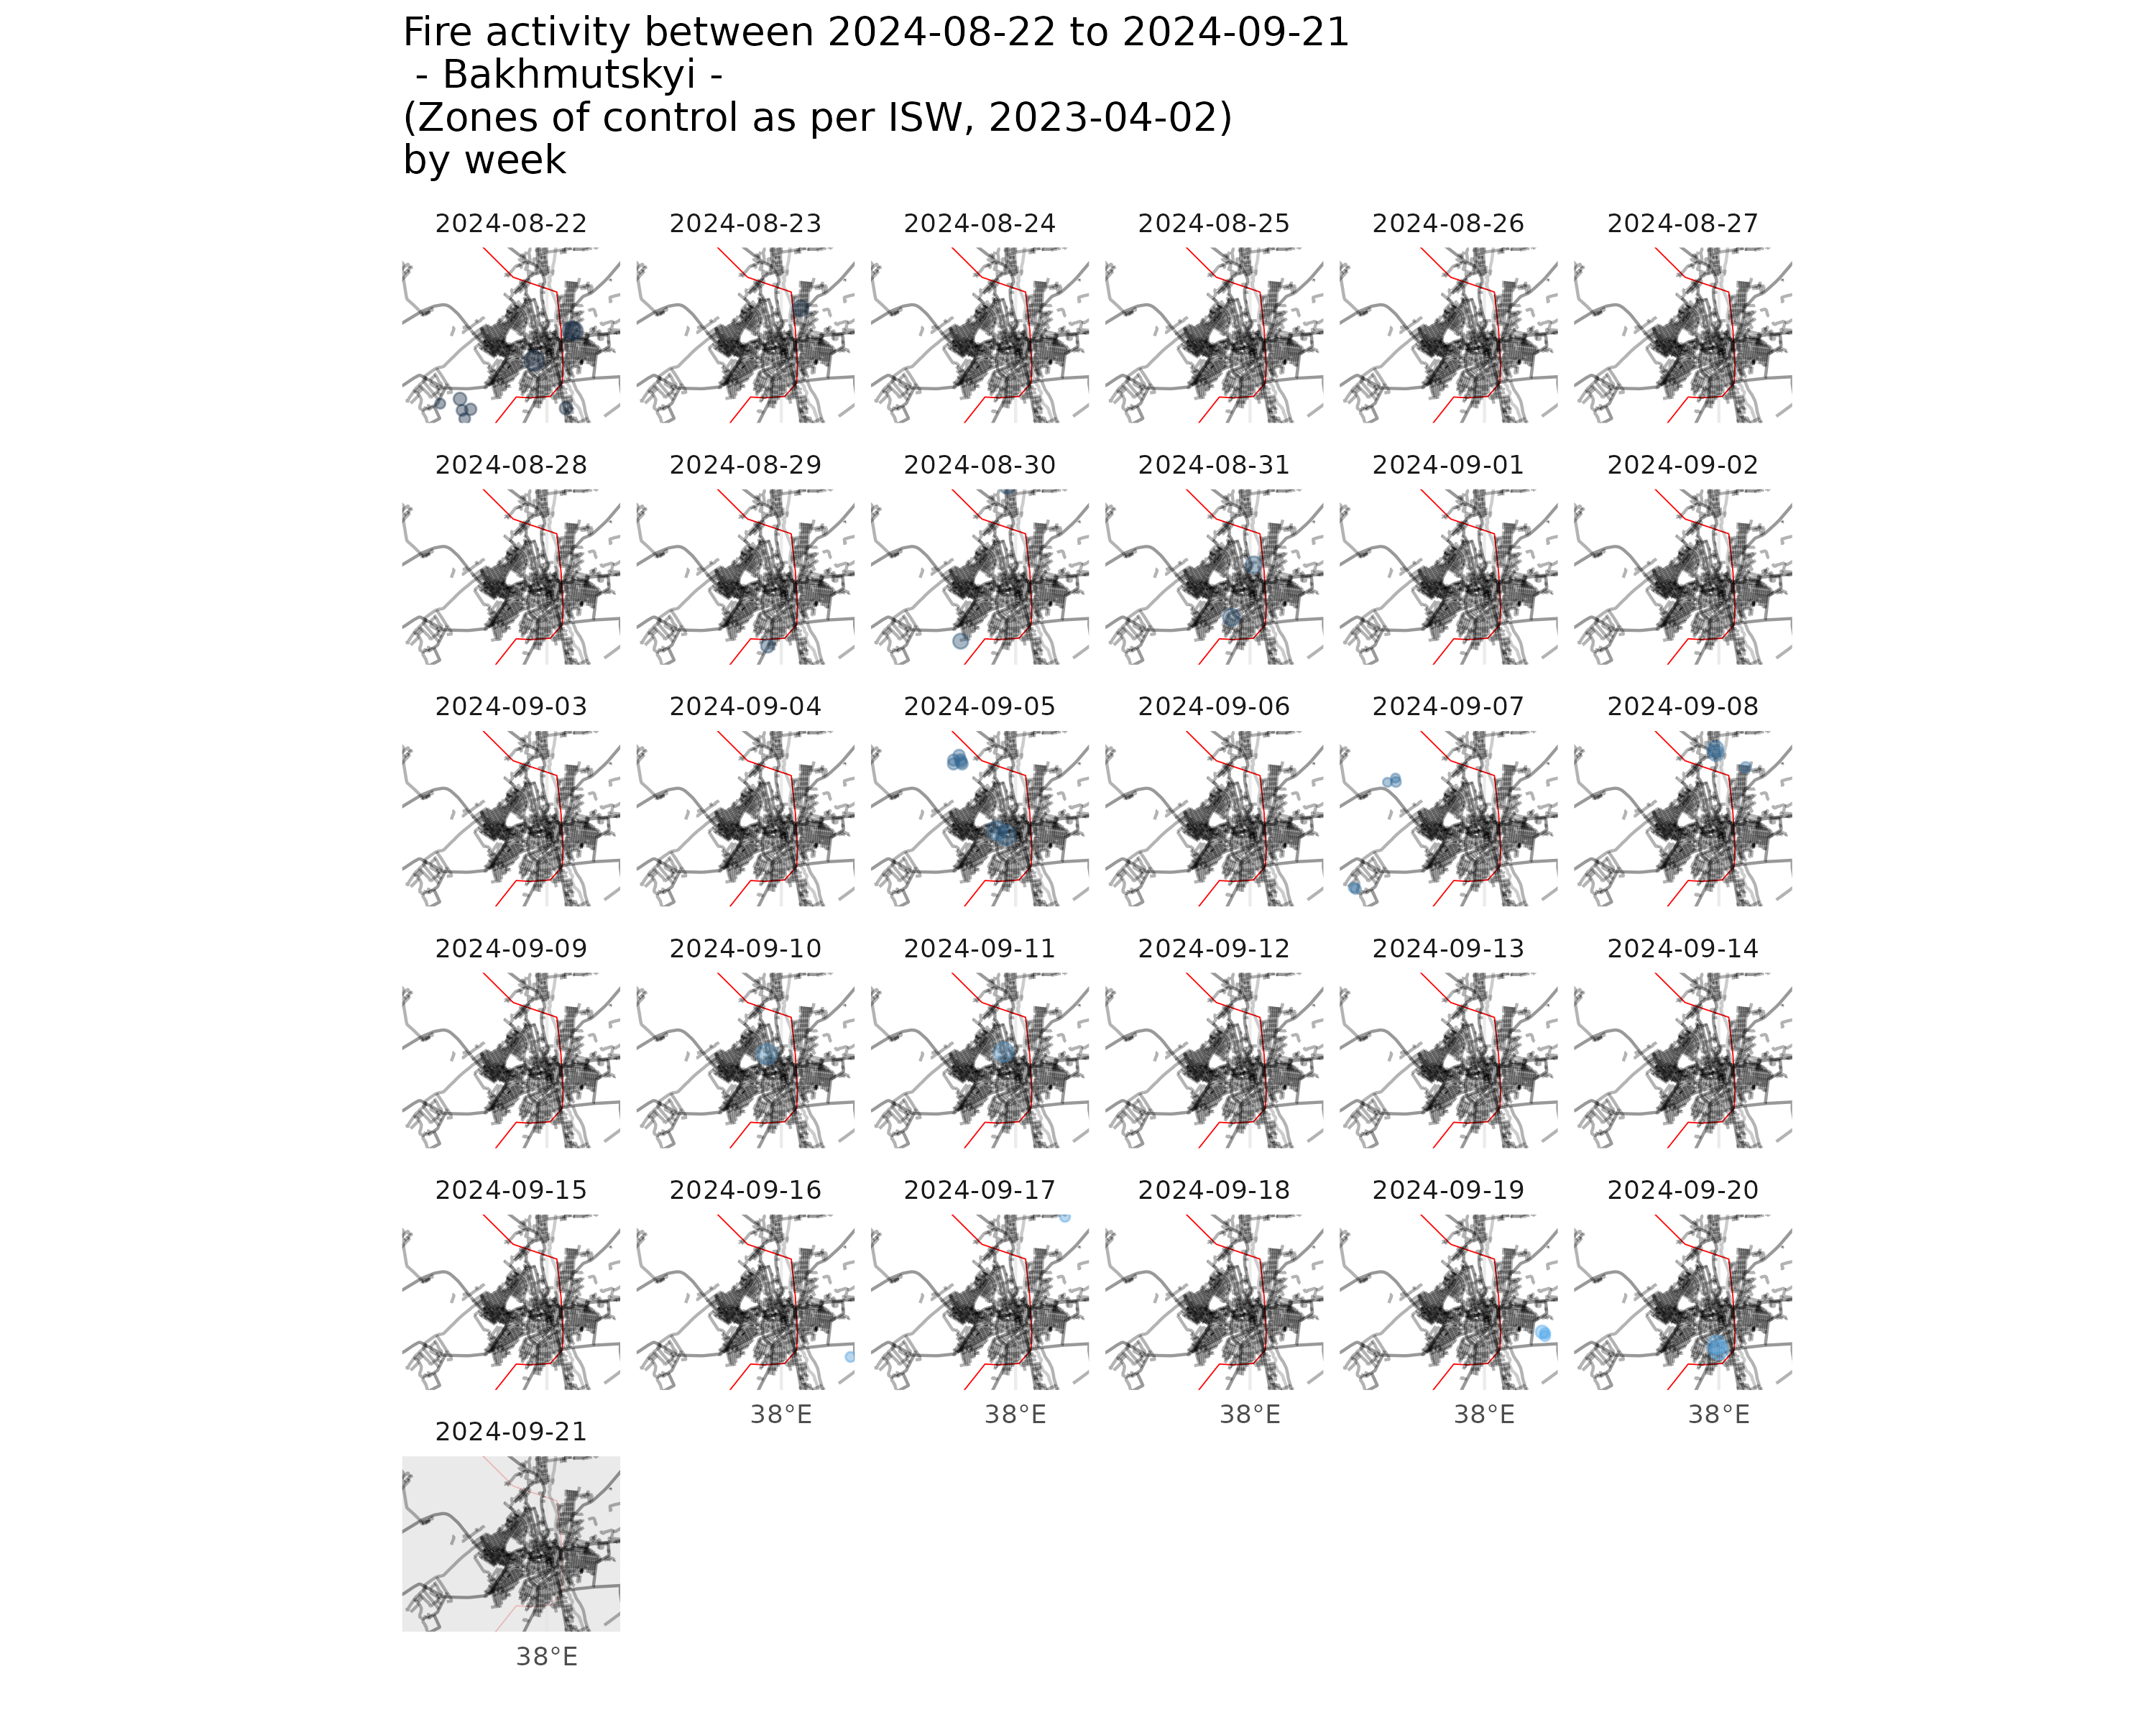 Fire activity between 2024-08-22 to 2024-09-21
- Bakhmutskyi -
(Zones of control as per ISW, 2023-04-02)
by week
2024-08-22 2024-08-23 2024-08-24 2024-08-25 2024-08-26 2024-08-27
2024-08-28 2024-08-29 2024-08-30 2024-08-31 2024-09-01 2024-09-02
2024-09-03 2024-09-04 2024-09-05 2024-09-06 2024-09-07 2024-09-08
2024-09-09 2024-09-10 2024-09-11 2024-09-12 2024-09-13 2024-09-14
2024-09-15 2024-09-16 2024-09-17 2024-09-18 2024-09-19 2024-09-20
38°E 38°E 38°E 38°E 38°E
2024-09-21
38°E